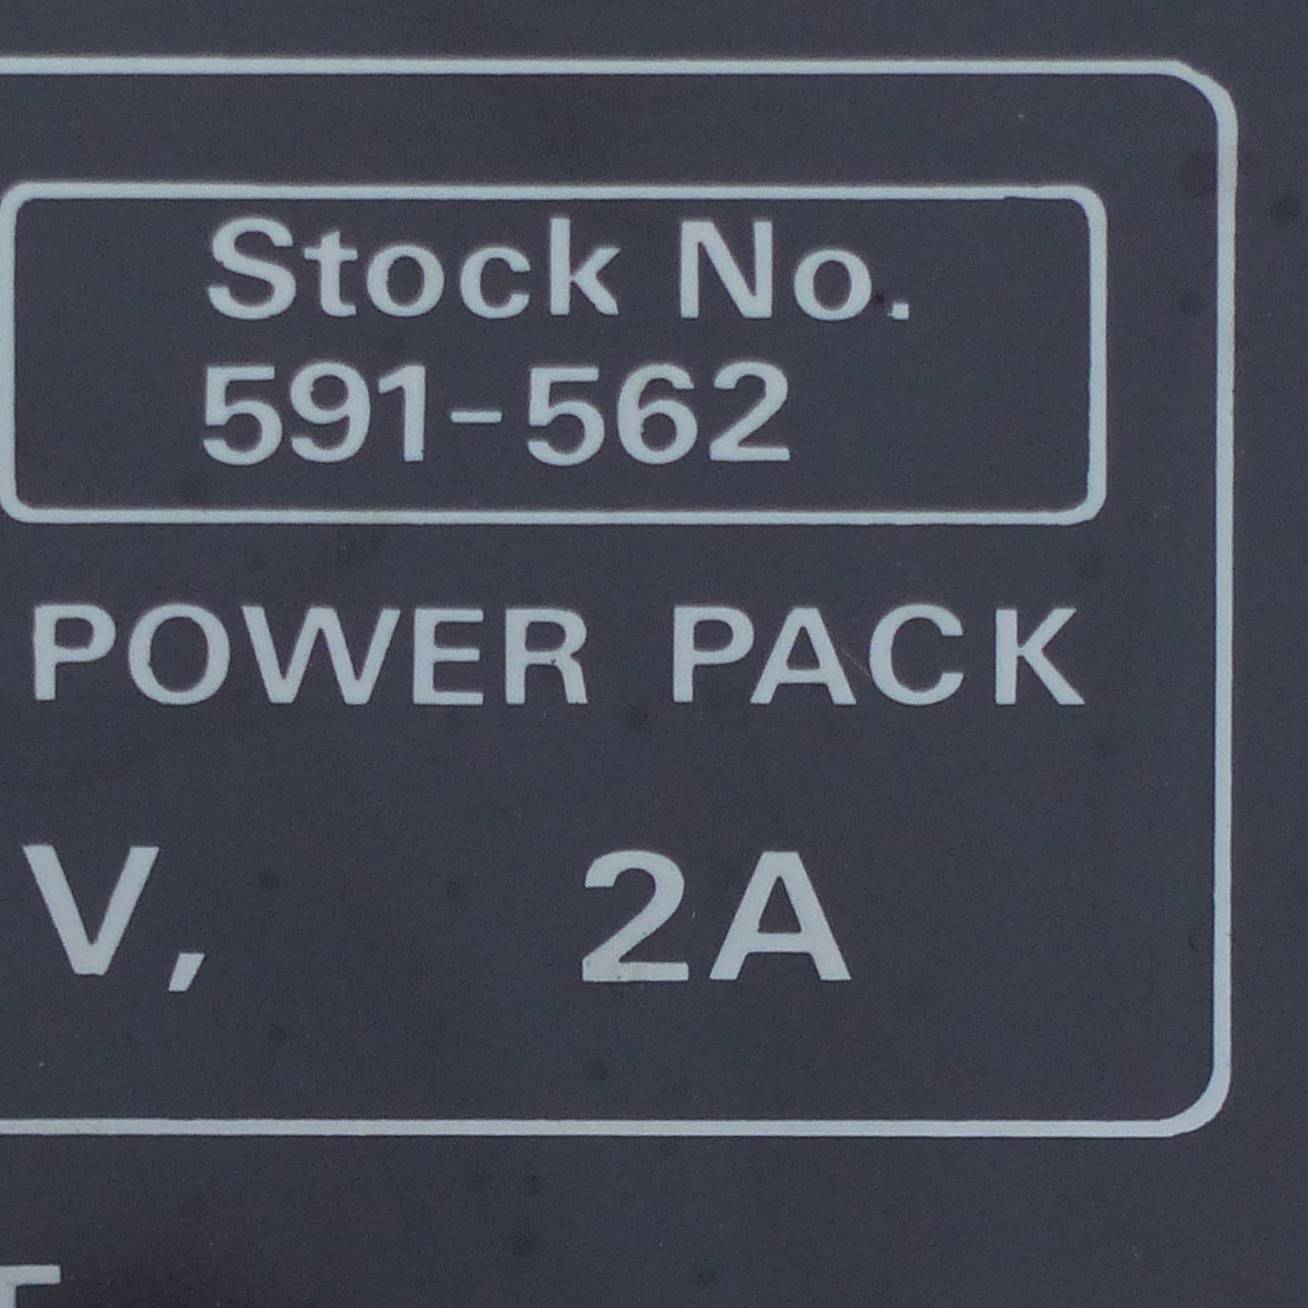 Stock No.
591-562
POWER PACK
V, 2A